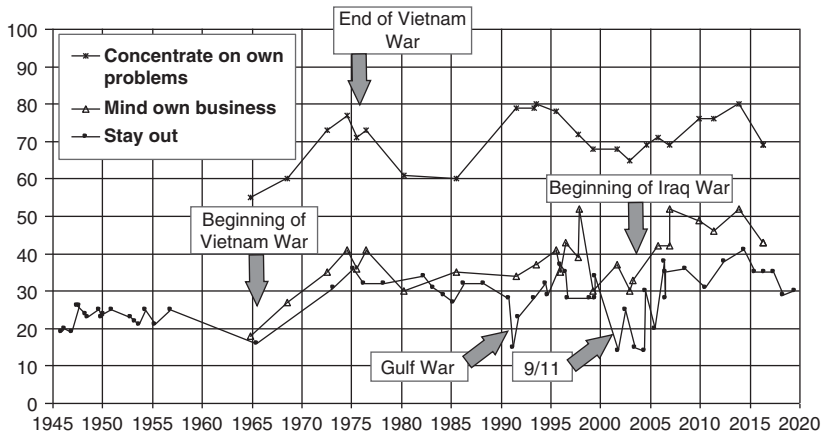 End of Vietnam
War
100
90
80
70
60
50
40
30
20
10
0
Concentrate on own
problems
Mind own business
Stay out
Beginning of
Vietnam War
Beginning of Iraq War
Gulf War
9/11
1945 1950 1955 1960 1965 1970 1975 1980 1985 1990 1995 2000 2005 2010 2015 2020